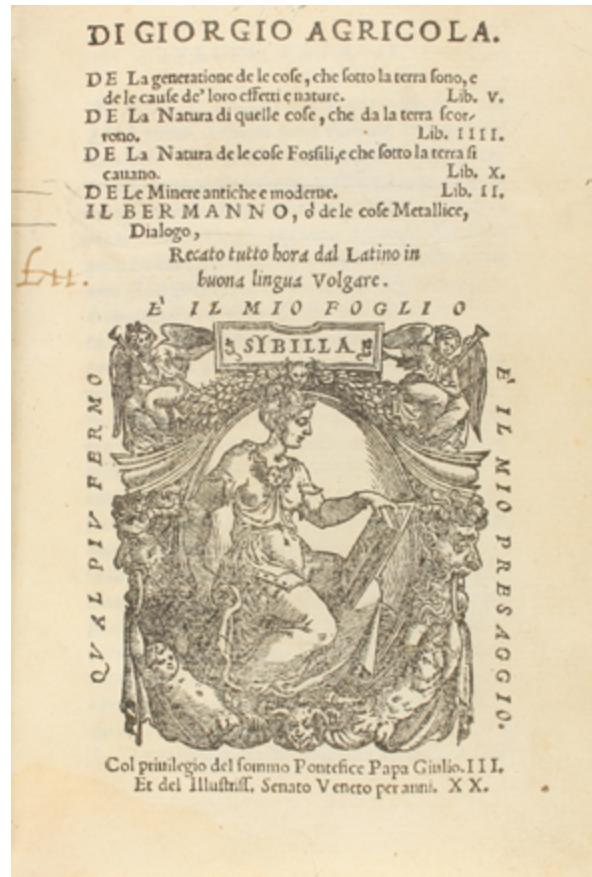 DI GIORGIO AGRICOLA.
DE La generatione de le cose, che sotto la terra sono, e
de le cause de' loro effetti e nature. Lib. V.
DE La Natura di quelle cose, che da la terra scor-
rono. Lib. IIII.
DE La Natura de le cose Fossili, e che sotto la terra si
cauano. Lib. X.
DE Le Minere antiche e moderne. Lib. II.
IL BERMANNO, ò de le cose Metallice,
Dialogo,
Recato tutto hora dal Latino in
buona lingua Volgare.
È IL MIO FOGLIO
SYBILLA
QVAL PIV FERMO
È IL MIO PRESAGGIO.
Col priuilegio del sommo Pontefice Papa Giulio. III.
Et del Illustriss. Senato Veneto per anni. XX.